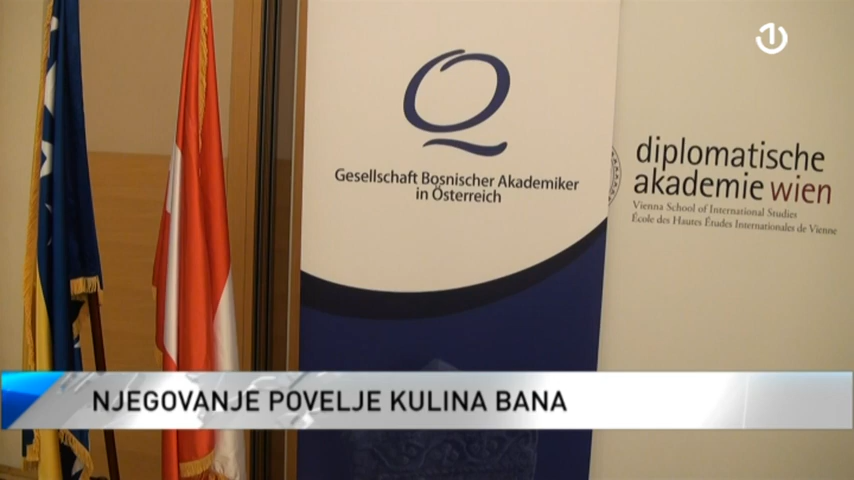 Gesellschaft Bosnischer Akademiker
in Österreich
diplomatische
akademie wien
Vienna School of International Studies
École des Hautes Études Internationales de Vienne
NJEGOVANJE POVELJE KULINA BANA